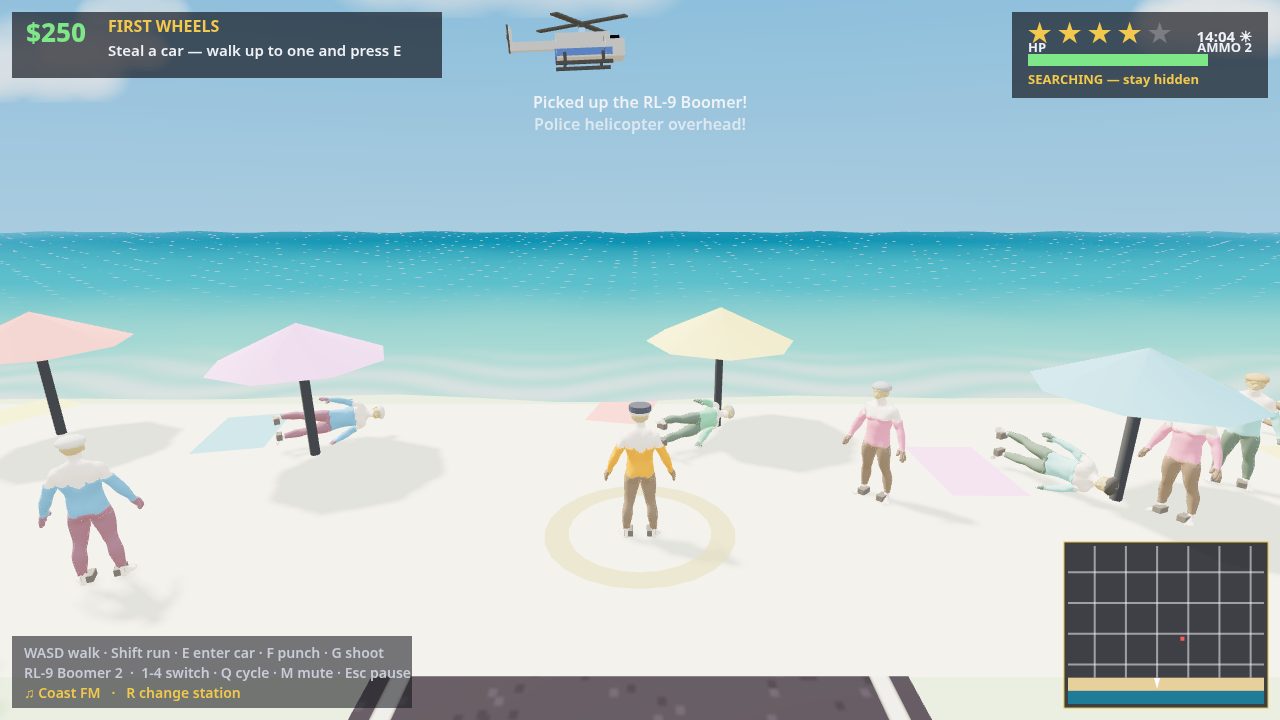 $250
FIRST WHEELS
Steal a car — walk up to one and press E
★★★★★
14:04 ☀
HP
AMMO 2
SEARCHING — stay hidden
Picked up the RL-9 Boomer!
Police helicopter overhead!
WASD walk · Shift run · E enter car · F punch · G shoot
RL-9 Boomer 2 · 1-4 switch · Q cycle · M mute · Esc pause
♫ Coast FM · R change station